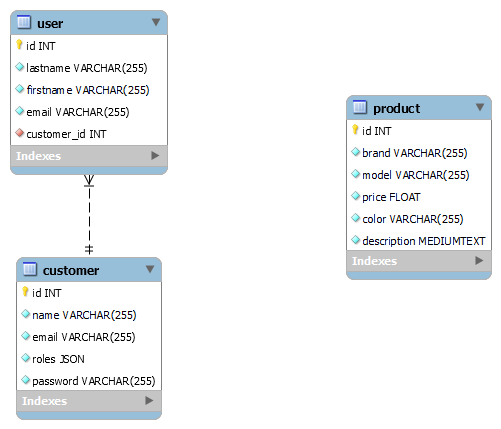 user
id INT
lastname VARCHAR(255)
firstname VARCHAR(255)
email VARCHAR(255)
customer_id INT
Indexes
product
id INT
brand VARCHAR(255)
model VARCHAR(255)
price FLOAT
color VARCHAR(255)
description MEDIUMTEXT
Indexes
customer
id INT
name VARCHAR(255)
email VARCHAR(255)
roles JSON
password VARCHAR(255)
Indexes